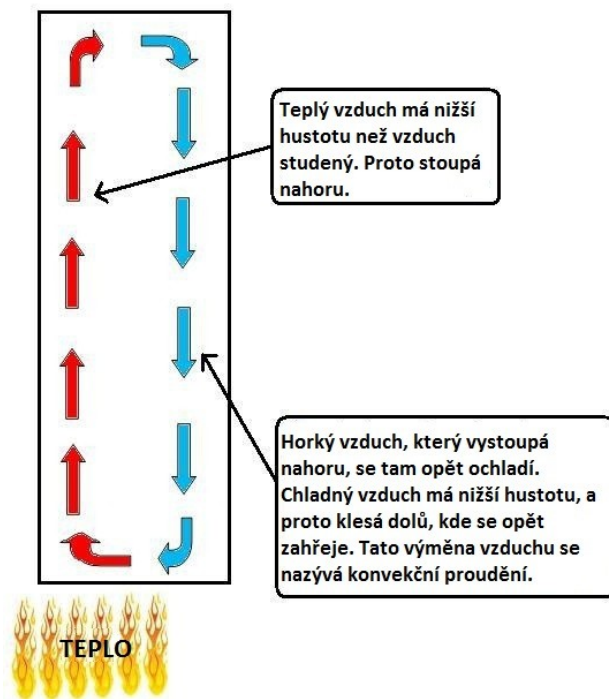 Teplý vzduch má nižší
hustotu než vzduch
studený. Proto stoupá
nahoru.
Horký vzduch, který vystoupá
nahoru, se tam opět ochladí.
Chladný vzduch má nižší hustotu, a
proto klesá dolů, kde se opět
zahřeje. Tato výměna vzduchu se
nazývá konvekční proudění.
TEPLO